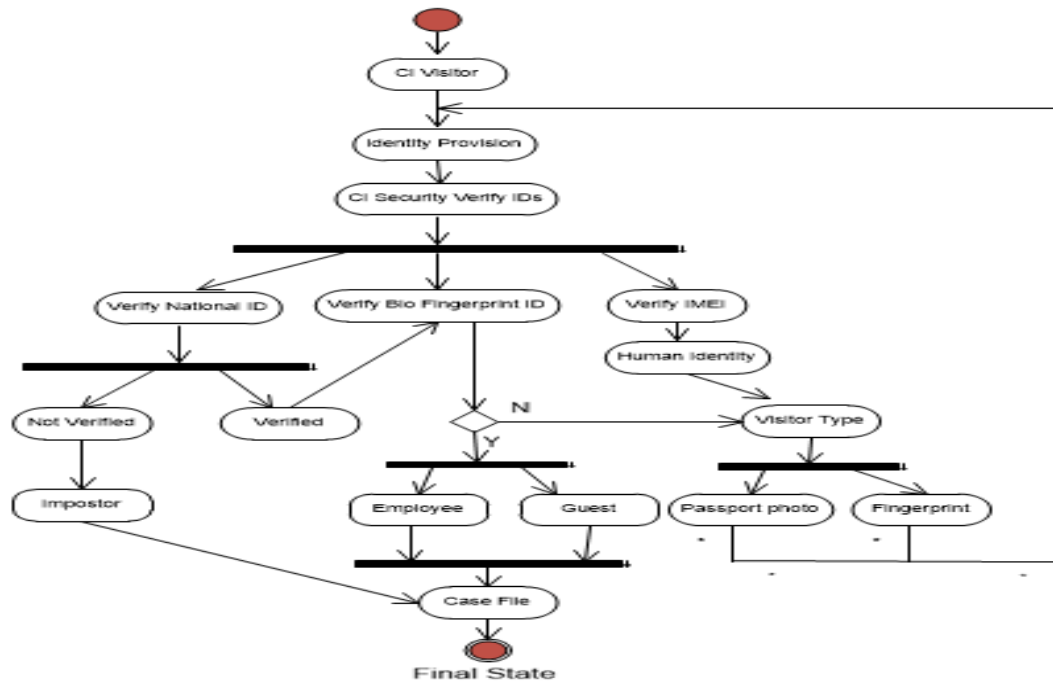 CI Visitor
Identity Provision
CI Security Verify IDs
Verify National ID
Verify Bio Fingerprint ID
Verify IMEI
Human Identity
Not Verified
Verified
N
Visitor Type
Y
Impostor
Employee
Guest
Passport photo
Fingerprint
Case File
Final State